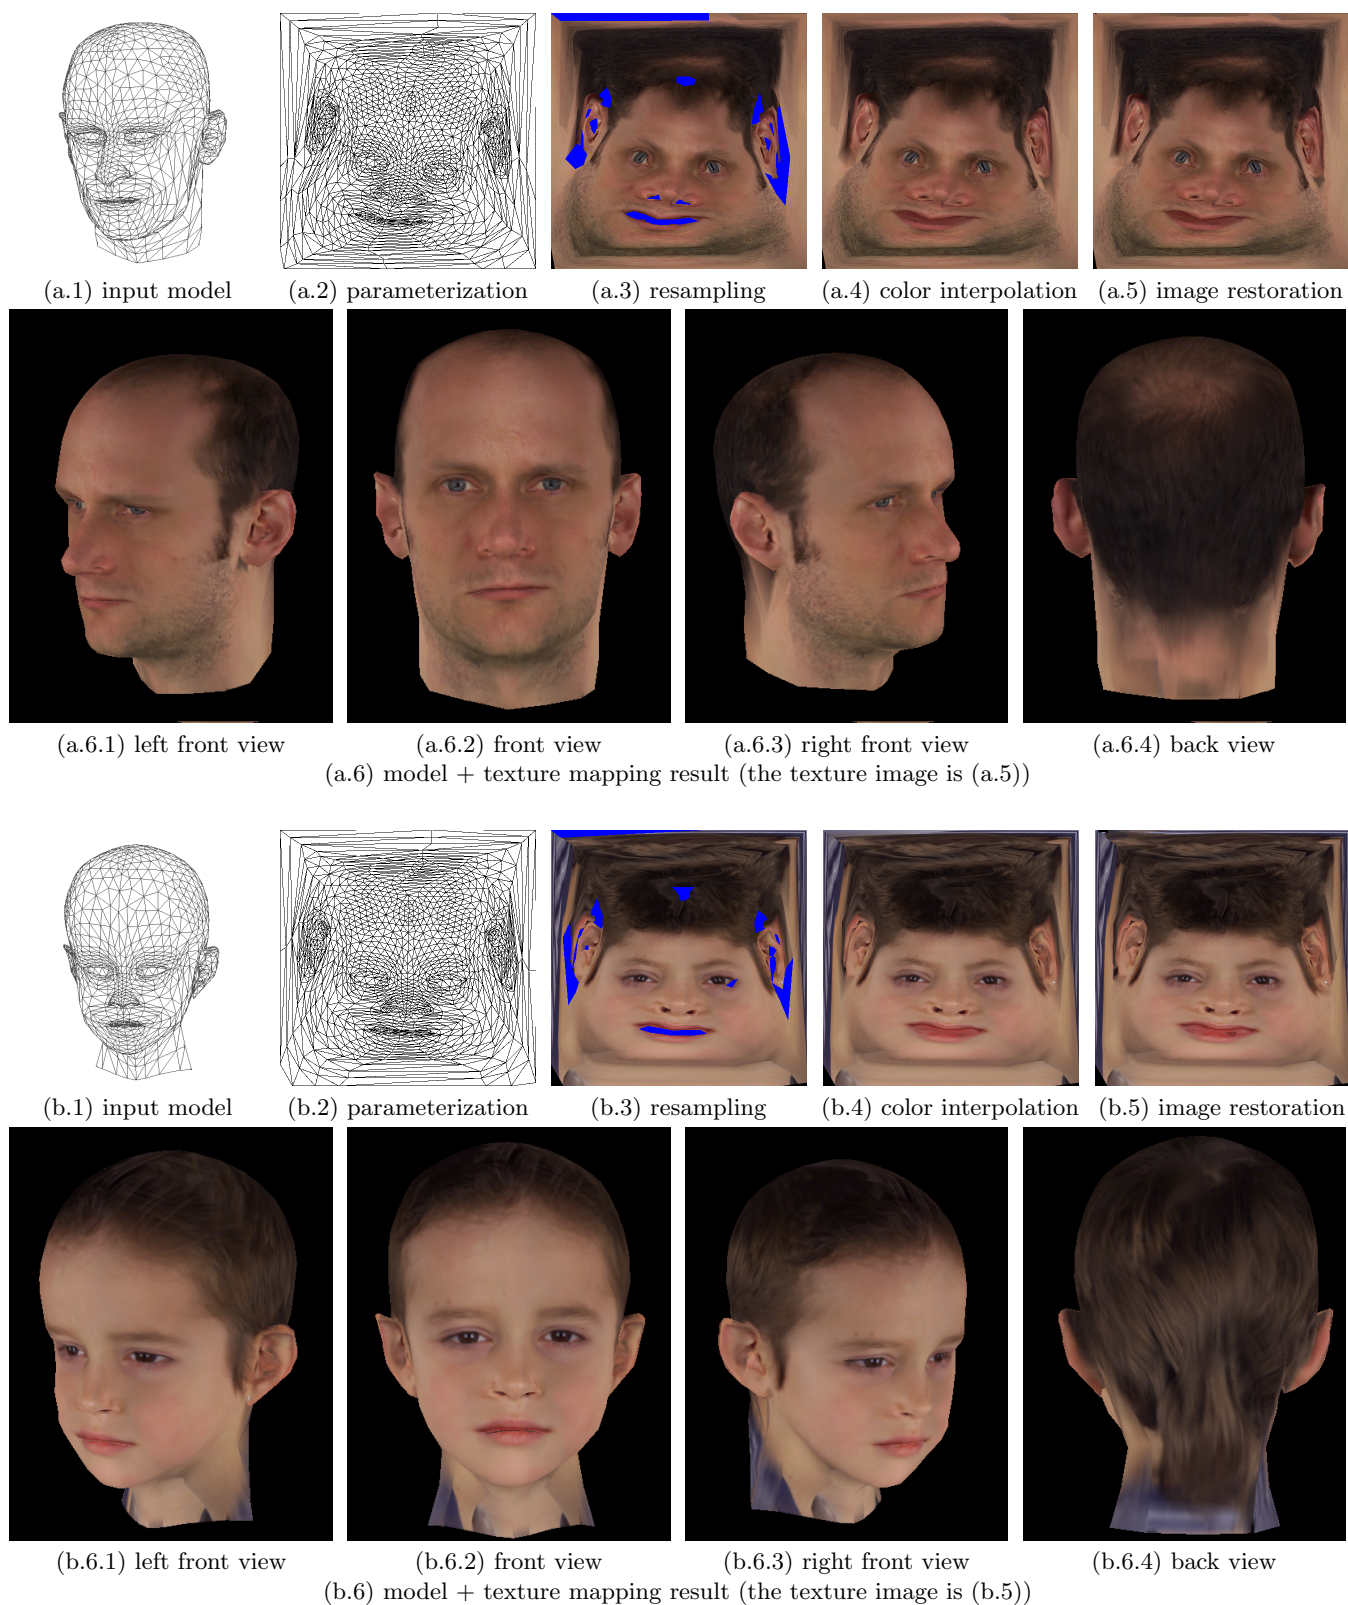 (a.1) input model (a.2) parameterization (a.3) resampling (a.4) color interpolation (a.5) image restoration
(a.6.1) left front view (a.6.2) front view (a.6.3) right front view (a.6.4) back view
(a.6) model + texture mapping result (the texture image is (a.5))
(b.1) input model (b.2) parameterization (b.3) resampling (b.4) color interpolation (b.5) image restoration
(b.6.1) left front view (b.6.2) front view (b.6.3) right front view (b.6.4) back view
(b.6) model + texture mapping result (the texture image is (b.5))